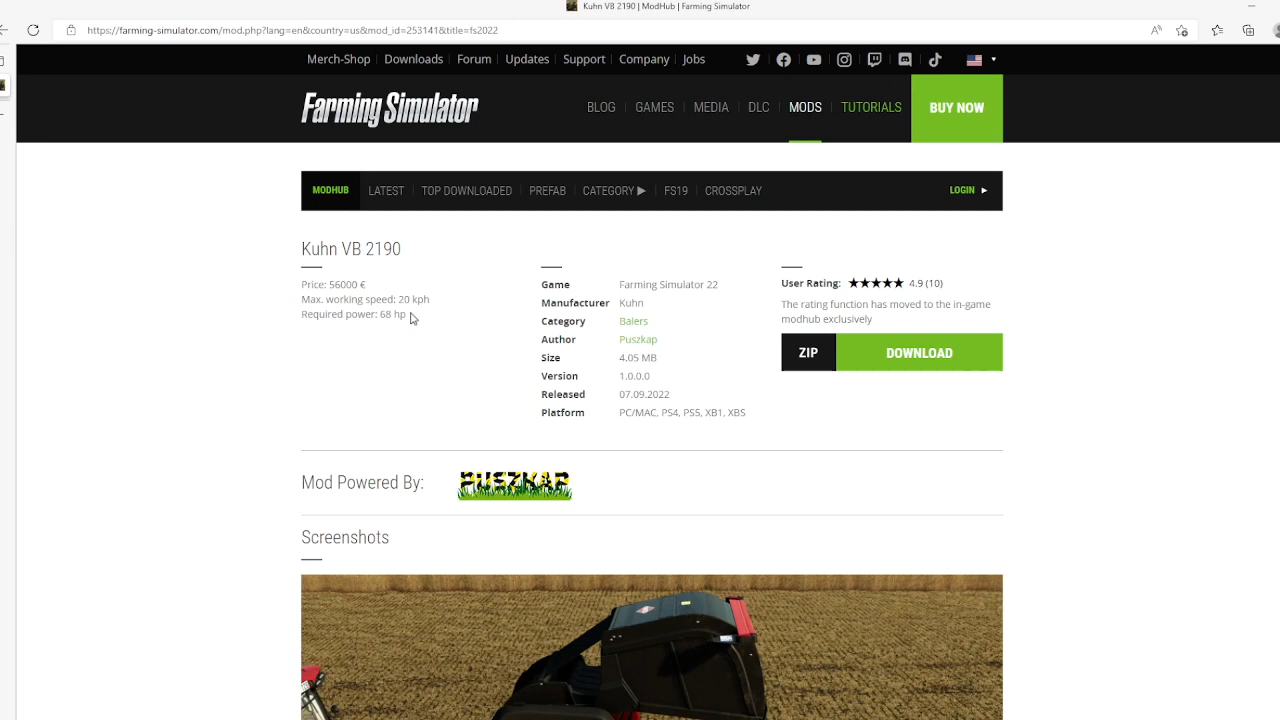 Kuhn VB 2190 | ModHub | Farming Simulator
https://farming-simulator.com/mod.php?lang=en&country=us&mod_id=253141&title=fs2022
Merch-Shop Downloads Forum Updates Support Company Jobs
Farming Simulator BLOG GAMES MEDIA DLC MODS TUTORIALS BUY NOW
MODHUB LATEST TOP DOWNLOADED PREFAB CATEGORY ▶ FS19 CROSSPLAY LOGIN ▶
Kuhn VB 2190
Price: 56000 €
Max. working speed: 20 kph
Required power: 68 hp
Game Farming Simulator 22
Manufacturer Kuhn
Category Balers
Author Puszkap
Size 4.05 MB
Version 1.0.0.0
Released 07.09.2022
Platform PC/MAC, PS4, PS5, XB1, XBS
User Rating: ★★★★★ 4.9 (10)
The rating function has moved to the in-game
modhub exclusively
ZIP DOWNLOAD
Mod Powered By: PUSZKAP
Screenshots